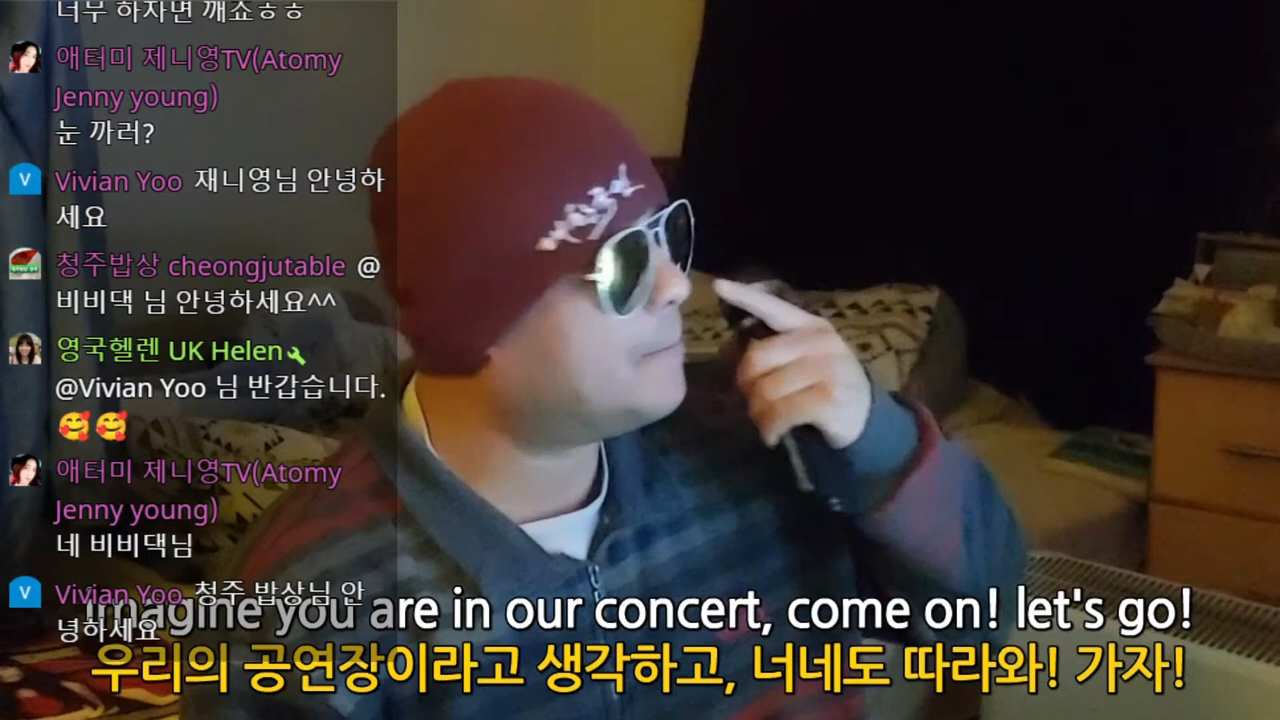 너무 하자면 깨죠ㅎㅎ
애터미 제니영TV(Atomy
Jenny young)
눈 까러?
V
Vivian Yoo 재니영님 안녕하
세요
청주밥상 cheongjutable @
비비댁 님 안녕하세요^^
영국헬렌 UK Helen
@Vivian Yoo 님 반갑습니다.
🥰🥰
애터미 제니영TV(Atomy
Jenny young)
네 비비댁님
V
Vivian Yoo 청주 밥상님 안
녕하세요
Imagine you are in our concert, come on! let's go!
우리의 공연장이라고 생각하고, 너네도 따라와! 가자!